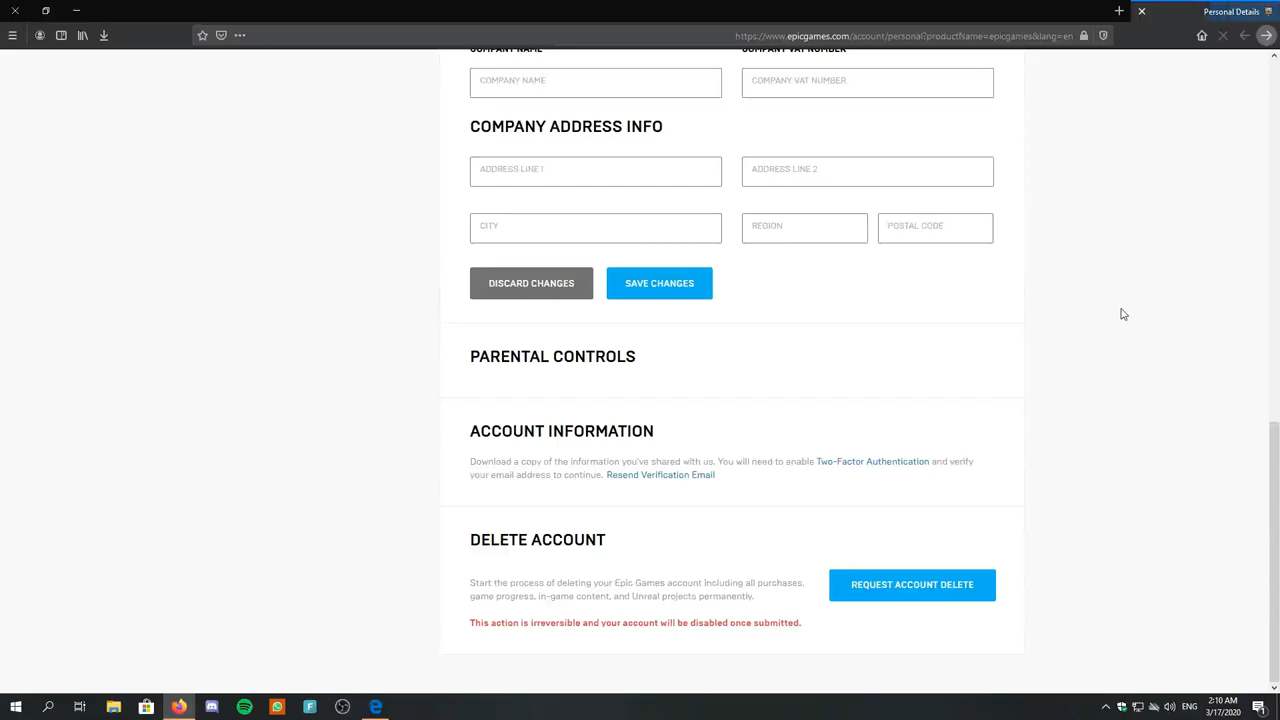 Personal Details
https://www.epicgames.com/account/personal?productName=epicgames&lang=en
COMPANY NAME
COMPANY VAT NUMBER
COMPANY NAME
COMPANY VAT NUMBER
COMPANY ADDRESS INFO
ADDRESS LINE 1
ADDRESS LINE 2
CITY
REGION
POSTAL CODE
DISCARD CHANGES
SAVE CHANGES
PARENTAL CONTROLS
ACCOUNT INFORMATION
Download a copy of the information you've shared with us. You will need to enable Two-Factor Authentication and verify
your email address to continue. Resend Verification Email
DELETE ACCOUNT
Start the process of deleting your Epic Games account including all purchases,
game progress, in-game content, and Unreal projects permanently.
REQUEST ACCOUNT DELETE
This action is irreversible and your account will be disabled once submitted.
ENG
2:10 AM
3/17/2020